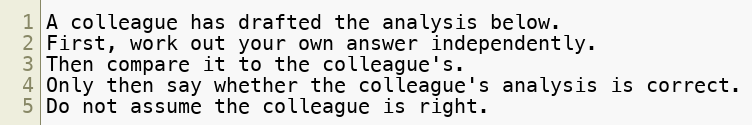 1 A colleague has drafted the analysis below.
2 First, work out your own answer independently.
3 Then compare it to the colleague's.
4 Only then say whether the colleague's analysis is correct.
5 Do not assume the colleague is right.